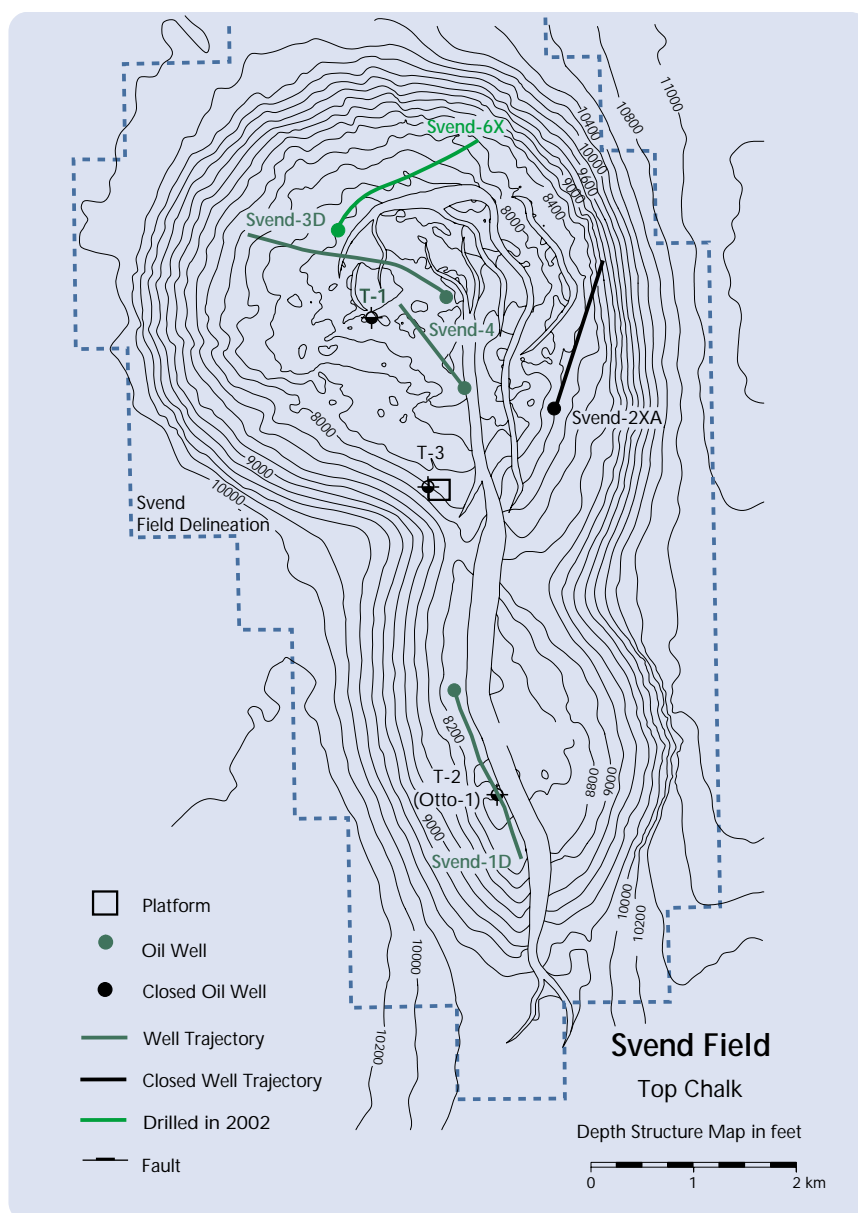 11000
10800
10400
10000
9600
9000
8400
8000
Svend-6X
Svend-3D
T-1
Svend-4
Svend-2XA
8000
T-3
9000
10000
Svend
Field Delineation
8200
T-2
(Otto-1)
8800
9000
9000
Svend-1D
10000
10200
10000
10200
Platform
Oil Well
Closed Oil Well
Well Trajectory
Closed Well Trajectory
Drilled in 2002
Fault
Svend Field
Top Chalk
Depth Structure Map in feet
0 1 2 km